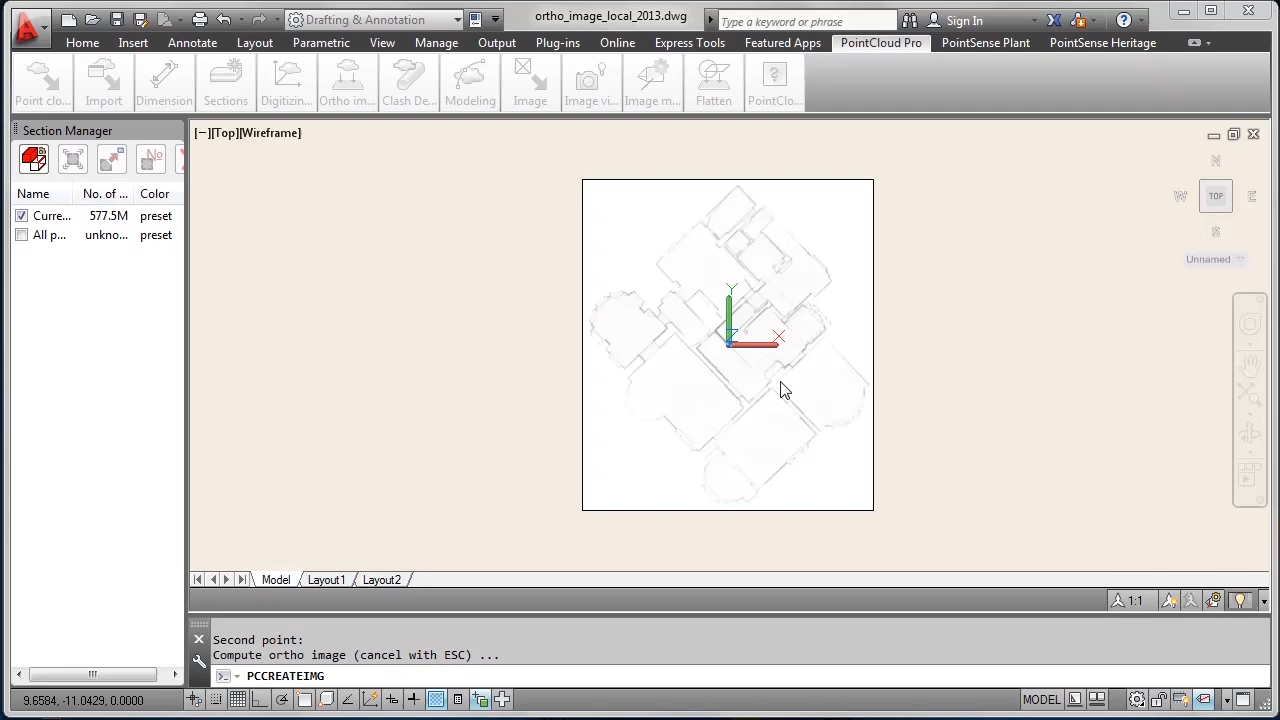 Drafting & Annotation
ortho_image_local_2013.dwg
Type a keyword or phrase
Sign In
Home Insert Annotate Layout Parametric View Manage Output Plug-ins Online Express Tools Featured Apps PointCloud Pro PointSense Plant PointSense Heritage
Point clo... Import Dimension Sections Digitizin... Ortho im... Clash De... Modeling Image Image vi... Image m... Flatten PointClo...
Section Manager
[−][Top][Wireframe]
Nº
Name No. of ... Color
Curre... 577.5M preset
All p... unkno... preset
N
W TOP E
S
Unnamed
Y
Z
X
Model Layout1 Layout2
1:1
Second point:
Compute ortho image (cancel with ESC) ...
PCCREATEIMG
9.6584, -11.0429, 0.0000
MODEL